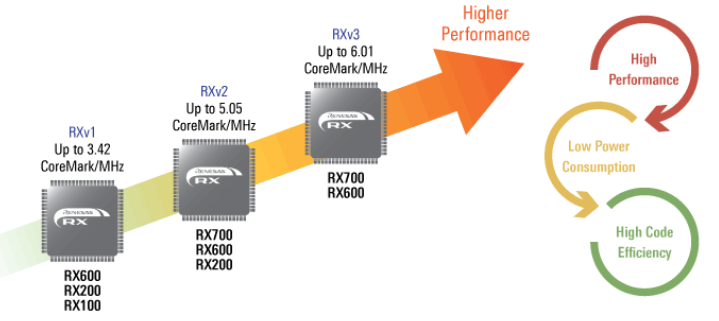 Higher
Performance
RXv3
Up to 6.01
CoreMark/MHz
RENESAS
RX
RX700
RX600
RXv2
Up to 5.05
CoreMark/MHz
RENESAS
RX
RX700
RX600
RX200
RXv1
Up to 3.42
CoreMark/MHz
RENESAS
RX
RX600
RX200
RX100
High
Performance
Low Power
Consumption
High Code
Efficiency